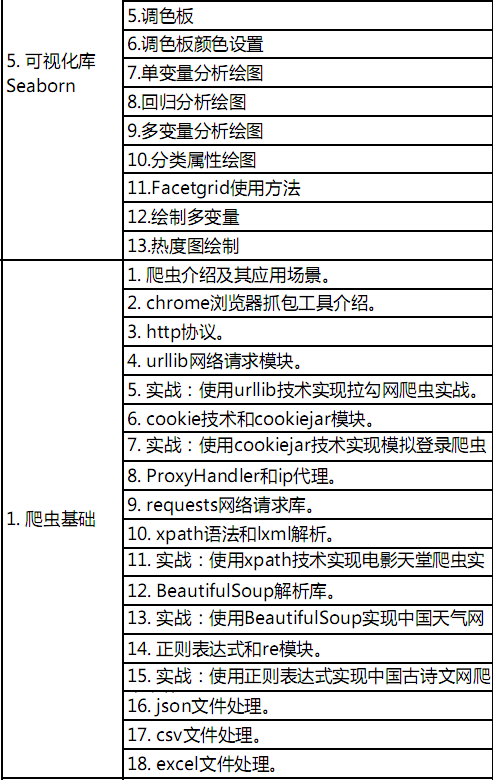 5. 可视化库
Seaborn
5.调色板
6.调色板颜色设置
7.单变量分析绘图
8.回归分析绘图
9.多变量分析绘图
10.分类属性绘图
11.Facetgrid使用方法
12.绘制多变量
13.热度图绘制
1. 爬虫基础
1. 爬虫介绍及其应用场景。
2. chrome浏览器抓包工具介绍。
3. http协议。
4. urllib网络请求模块。
5. 实战：使用urllib技术实现拉勾网爬虫实战。
6. cookie技术和cookiejar模块。
7. 实战：使用cookiejar技术实现模拟登录爬虫
8. ProxyHandler和ip代理。
9. requests网络请求库。
10. xpath语法和lxml解析。
11. 实战：使用xpath技术实现电影天堂爬虫实
12. BeautifulSoup解析库。
13. 实战：使用BeautifulSoup实现中国天气网
14. 正则表达式和re模块。
15. 实战：使用正则表达式实现中国古诗文网爬
16. json文件处理。
17. csv文件处理。
18. excel文件处理。